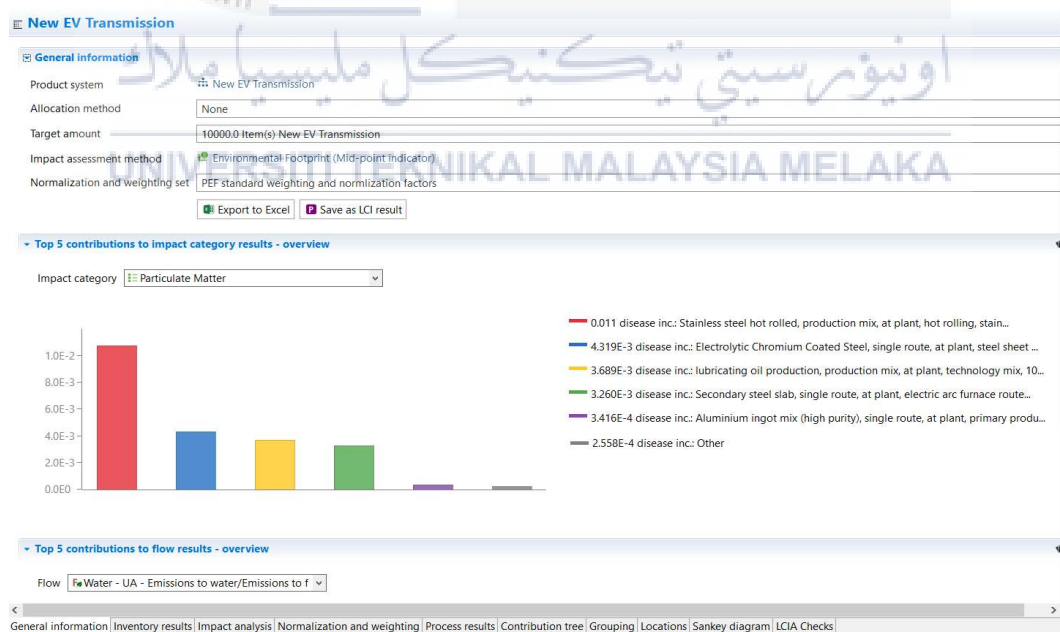 New EV Transmission
General information
اونيورسيتي تيكنيكل مليسيا ملاك
Product system New EV Transmission
Allocation method None
Target amount 10000.0 Item(s) New EV Transmission
Impact assessment method Environmental Footprint (Mid-point indicator)
UNIVERSITI TEKNIKAL MALAYSIA MELAKA
Normalization and weighting set PEF standard weighting and normlization factors
Export to Excel Save as LCI result
Top 5 contributions to impact category results - overview
Impact category Particulate Matter
1.0E-2
8.0E-3
6.0E-3
4.0E-3
2.0E-3
0.0E0
0.011 disease inc.: Stainless steel hot rolled, production mix, at plant, hot rolling, stain...
4.319E-3 disease inc.: Electrolytic Chromium Coated Steel, single route, at plant, steel sheet ...
3.689E-3 disease inc.: lubricating oil production, production mix, at plant, technology mix, 10...
3.260E-3 disease inc.: Secondary steel slab, single route, at plant, electric arc furnace route...
3.416E-4 disease inc.: Aluminium ingot mix (high purity), single route, at plant, primary produ...
2.558E-4 disease inc.: Other
Top 5 contributions to flow results - overview
Flow Water - UA - Emissions to water/Emissions to f
General information Inventory results Impact analysis Normalization and weighting Process results Contribution tree Grouping Locations Sankey diagram LCIA Checks